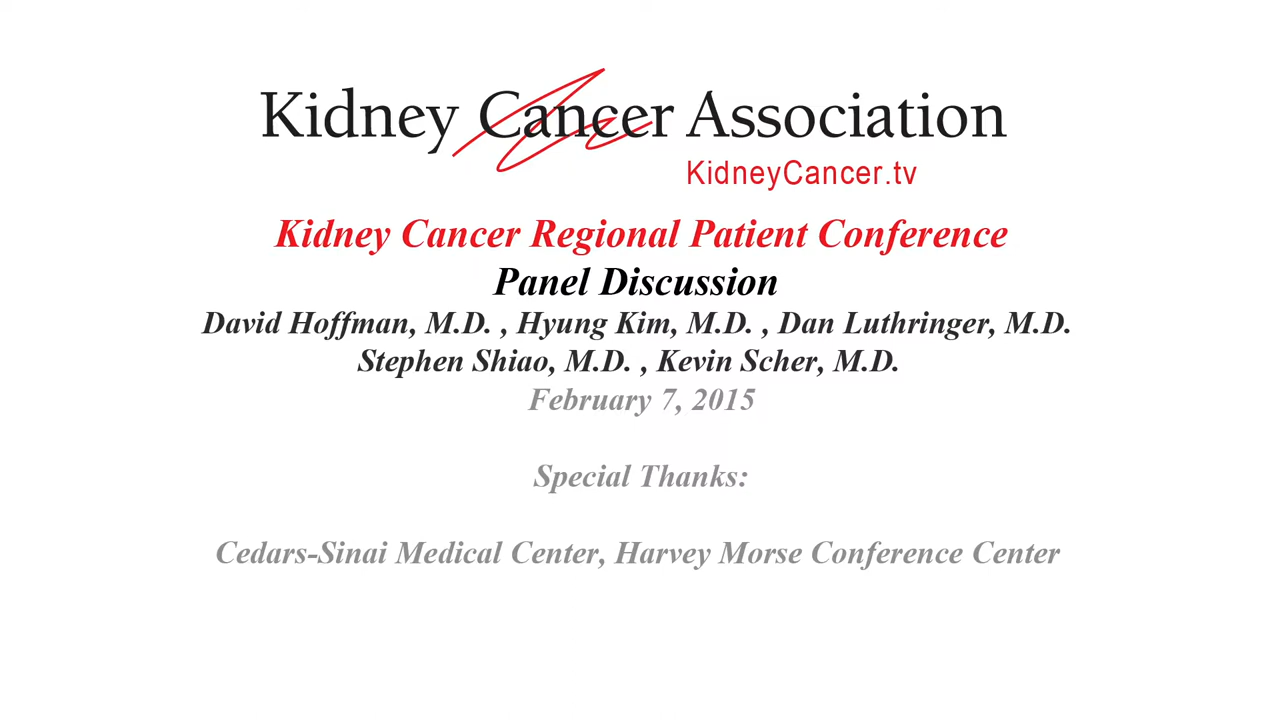 Kidney Cancer Association
KidneyCancer.tv
Kidney Cancer Regional Patient Conference
Panel Discussion
David Hoffman, M.D. , Hyung Kim, M.D. , Dan Luthringer, M.D.
Stephen Shiao, M.D. , Kevin Scher, M.D.
February 7, 2015
Special Thanks:
Cedars-Sinai Medical Center, Harvey Morse Conference Center